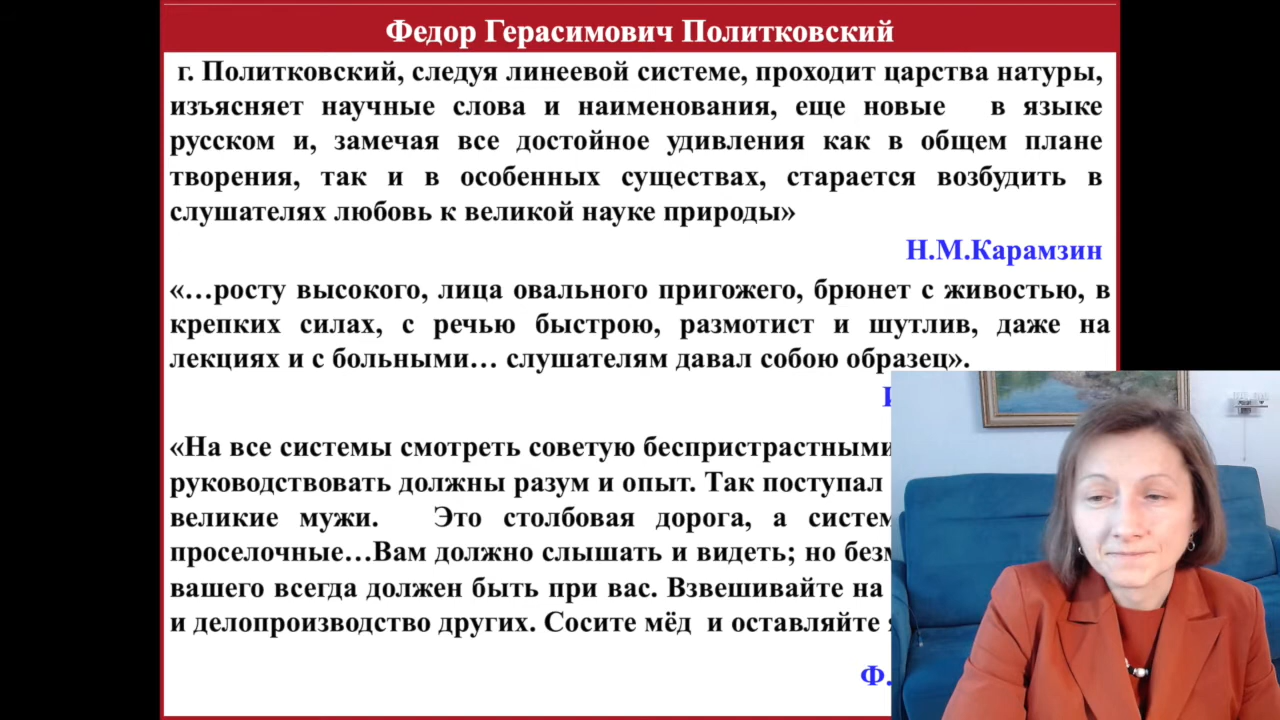 Федор Герасимович Политковский
г. Политковский, следуя линеевой системе, проходит царства натуры,
изъясняет научные слова и наименования, еще новые в языке
русском и, замечая все достойное удивления как в общем плане
творения, так и в особенных существах, старается возбудить в
слушателях любовь к великой науке природы»
Н.М.Карамзин
«…росту высокого, лица овального пригожего, брюнет с живостью, в
крепких силах, с речью быстрою, размотист и шутлив, даже на
лекциях и с больными… слушателям давал собою образец».
«На все системы смотреть советую беспристрастными
руководствовать должны разум и опыт. Так поступал
великие мужи. Это столбовая дорога, а
проселочные…Вам должно слышать и видеть; но
вашего всегда должен быть при вас. Взвешивайте на
и делопроизводство других. Сосите мёд и оставляйте
Ф.